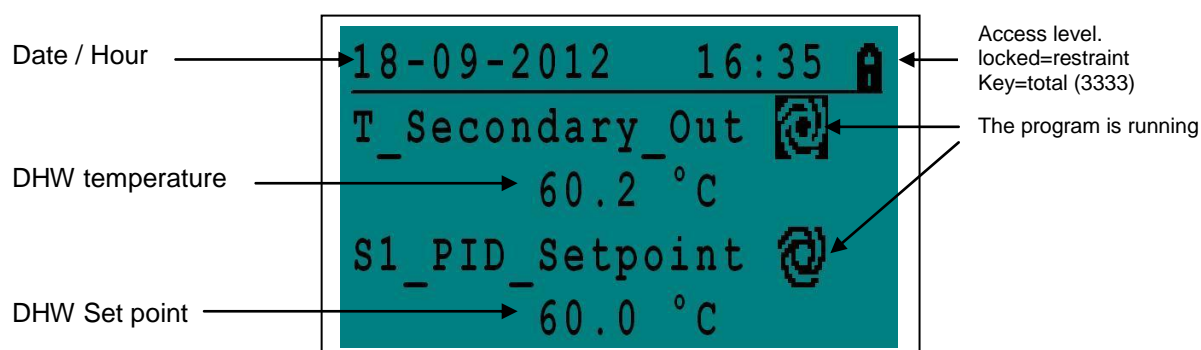 Date / Hour
18-09-2012 16:35
Access level.
locked=restraint
Key=total (3333)
T_Secondary_Out
The program is running
DHW temperature
60.2 °C
S1_PID_Setpoint
DHW Set point
60.0 °C